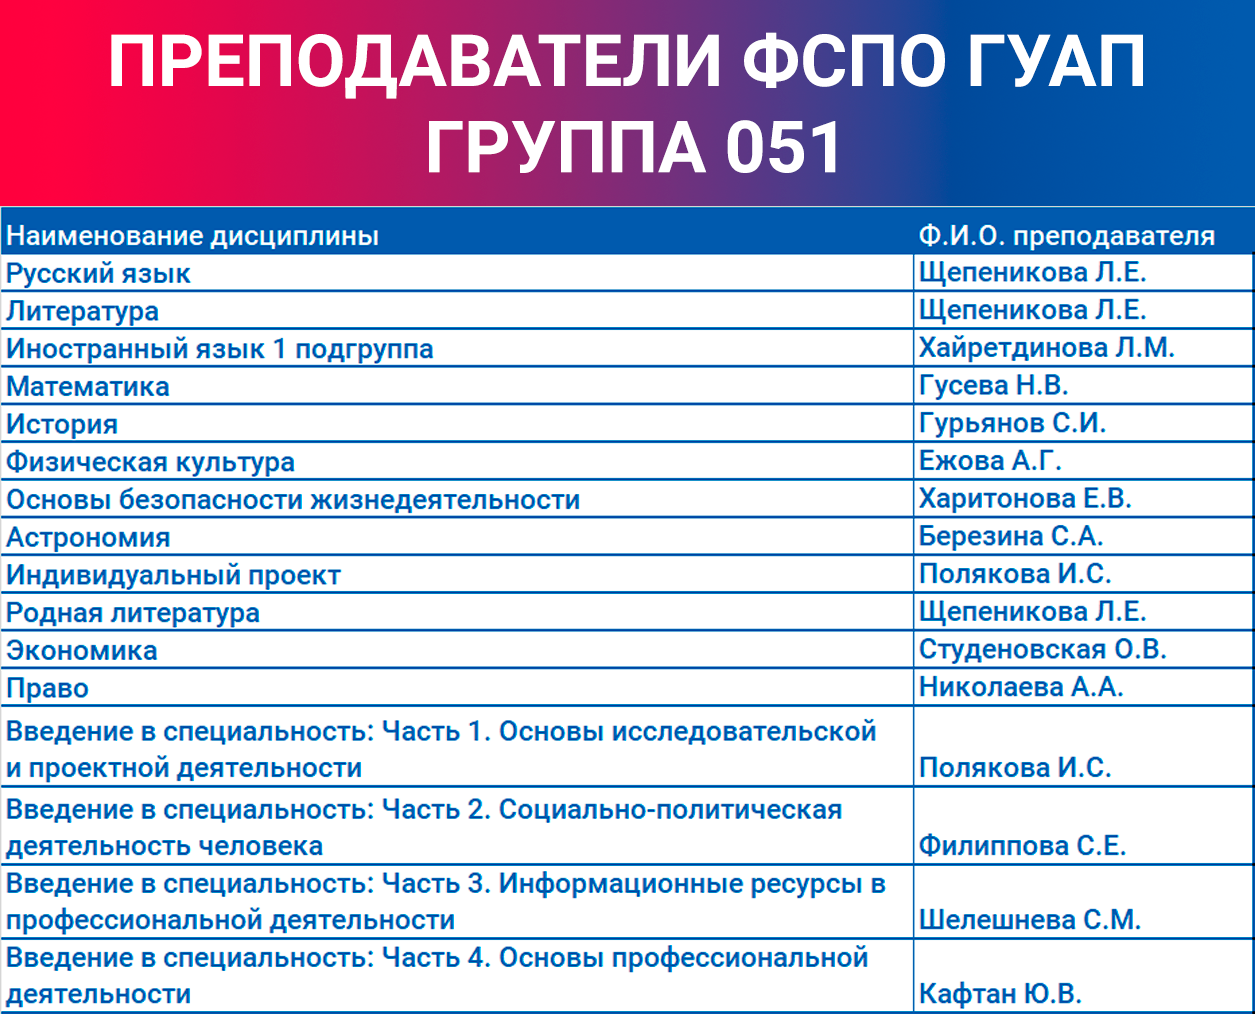 ПРЕПОДАВАТЕЛИ ФСПО ГУАП
ГРУППА 051
Наименование дисциплины Ф.И.О. преподавателя
Русский язык Щепеникова Л.Е.
Литература Щепеникова Л.Е.
Иностранный язык 1 подгруппа Хайретдинова Л.М.
Математика Гусева Н.В.
История Гурьянов С.И.
Физическая культура Ежова А.Г.
Основы безопасности жизнедеятельности Харитонова Е.В.
Астрономия Березина С.А.
Индивидуальный проект Полякова И.С.
Родная литература Щепеникова Л.Е.
Экономика Студеновская О.В.
Право Николаева А.А.
Введение в специальность: Часть 1. Основы исследовательской
и проектной деятельности Полякова И.С.
Введение в специальность: Часть 2. Социально-политическая
деятельность человека Филиппова С.Е.
Введение в специальность: Часть 3. Информационные ресурсы в
профессиональной деятельности Шелешнева С.М.
Введение в специальность: Часть 4. Основы профессиональной
деятельности Кафтан Ю.В.